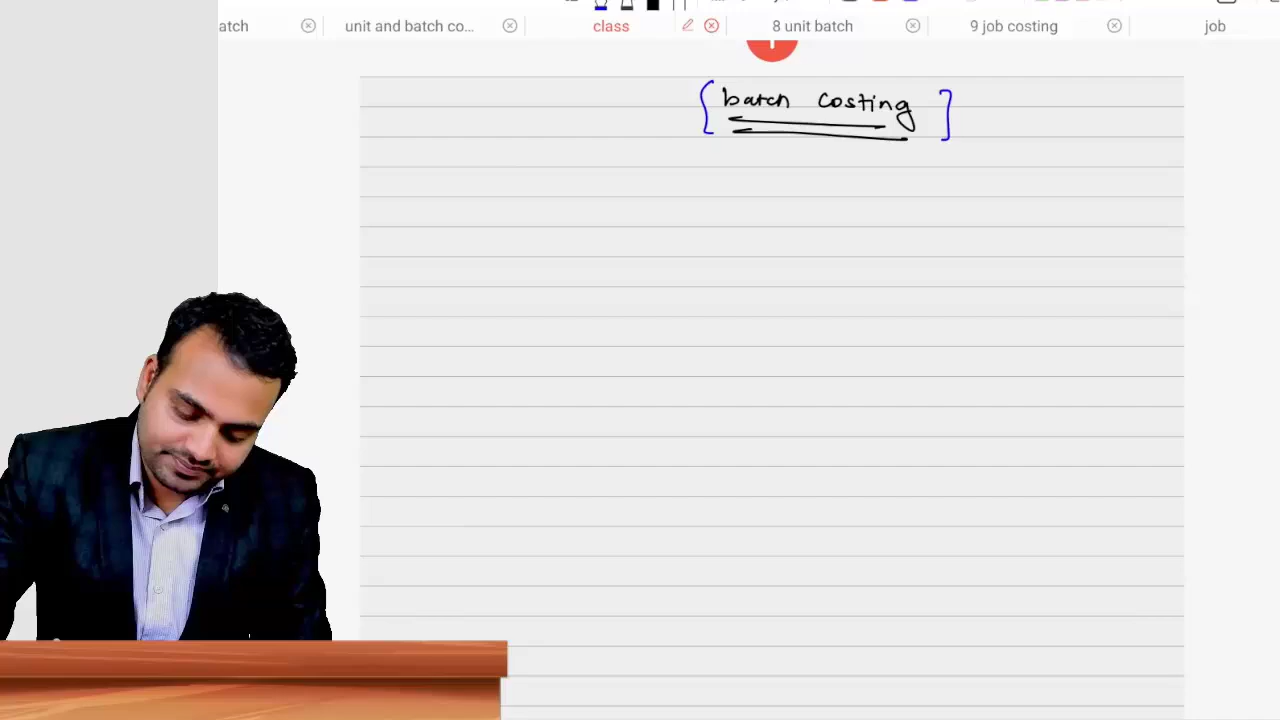 atch unit and batch co... class 8 unit batch 9 job costing job
[batch costing]